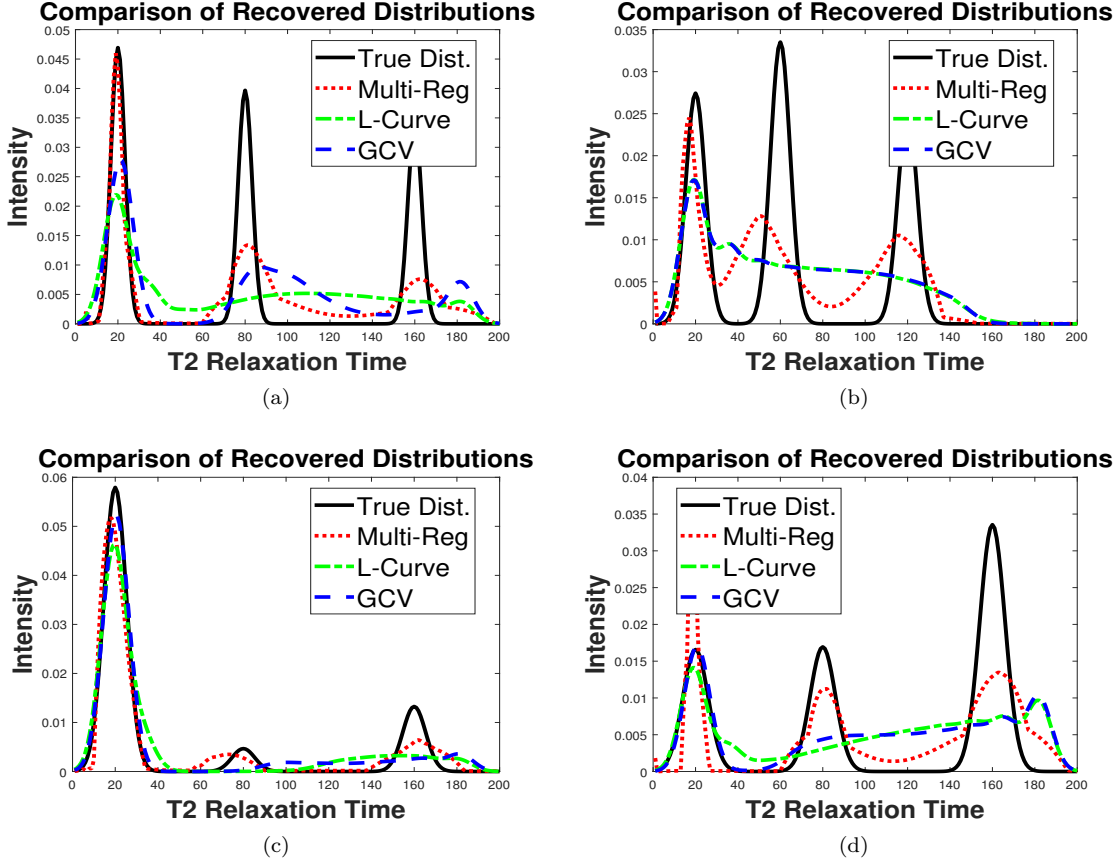 Comparison of Recovered Distributions
0.05
0.045
0.04
0.035
0.03
0.025
0.02
0.015
0.01
0.005
0
Intensity
True Dist.
Multi-Reg
L-Curve
GCV
0 20 40 60 80 100 120 140 160 180 200
T2 Relaxation Time
(a)
Comparison of Recovered Distributions
0.035
0.03
0.025
0.02
0.015
0.01
0.005
0
Intensity
True Dist.
Multi-Reg
L-Curve
GCV
0 20 40 60 80 100 120 140 160 180 200
T2 Relaxation Time
(b)
Comparison of Recovered Distributions
0.06
0.05
0.04
0.03
0.02
0.01
0
Intensity
True Dist.
Multi-Reg
L-Curve
GCV
0 20 40 60 80 100 120 140 160 180 200
T2 Relaxation Time
(c)
Comparison of Recovered Distributions
0.04
0.035
0.03
0.025
0.02
0.015
0.01
0.005
0
Intensity
True Dist.
Multi-Reg
L-Curve
GCV
0 20 40 60 80 100 120 140 160 180 200
T2 Relaxation Time
(d)